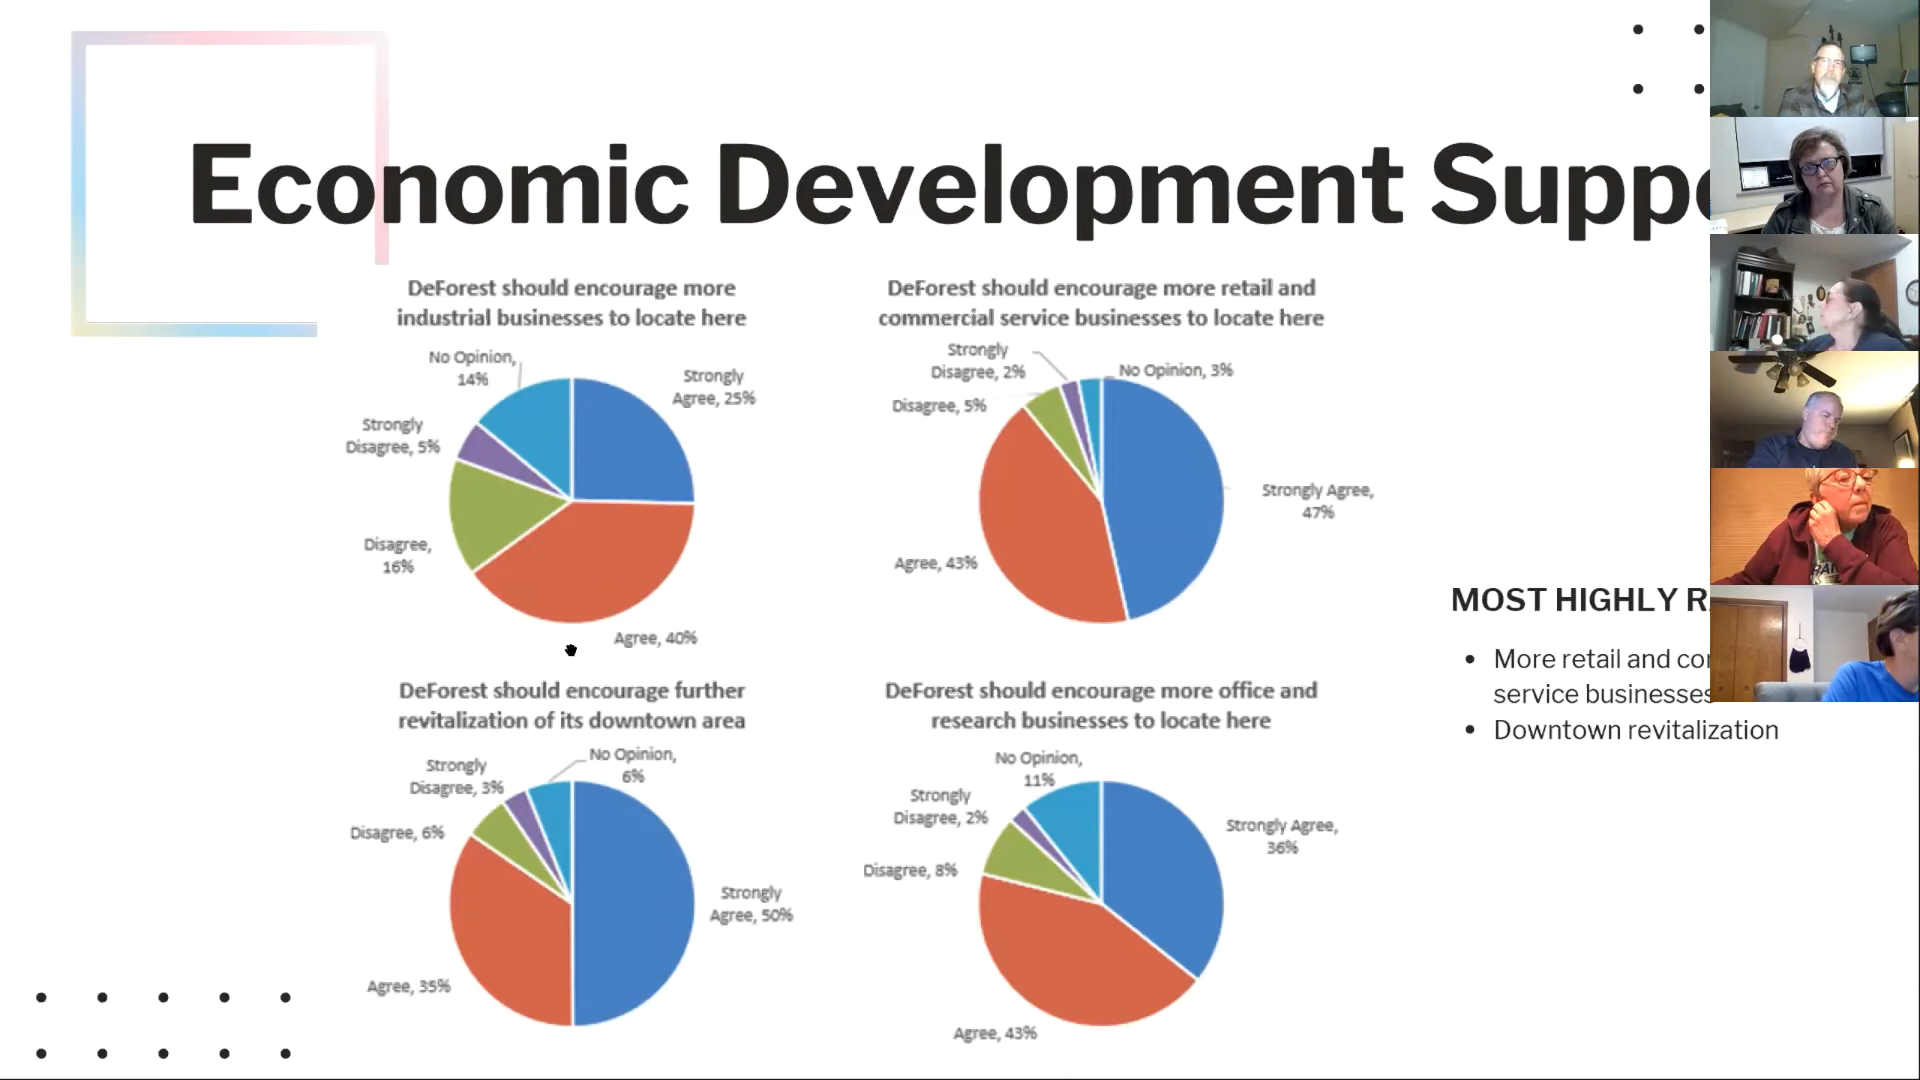 Economic Development Suppo
DeForest should encourage more
industrial businesses to locate here
No Opinion,
14%
Strongly
Agree, 25%
Strongly
Disagree, 5%
Disagree,
16%
Agree, 40%
DeForest should encourage more retail and
commercial service businesses to locate here
Strongly
Disagree, 2%
No Opinion, 3%
Disagree, 5%
Strongly Agree,
47%
Agree, 43%
DeForest should encourage further
revitalization of its downtown area
No Opinion,
6%
Strongly
Disagree, 3%
Disagree, 6%
Strongly
Agree, 50%
Agree, 35%
DeForest should encourage more office and
research businesses to locate here
No Opinion,
11%
Strongly
Disagree, 2%
Strongly Agree,
36%
Disagree, 8%
Agree, 43%
MOST HIGHLY R
• More retail and co
service businesses
• Downtown revitalization